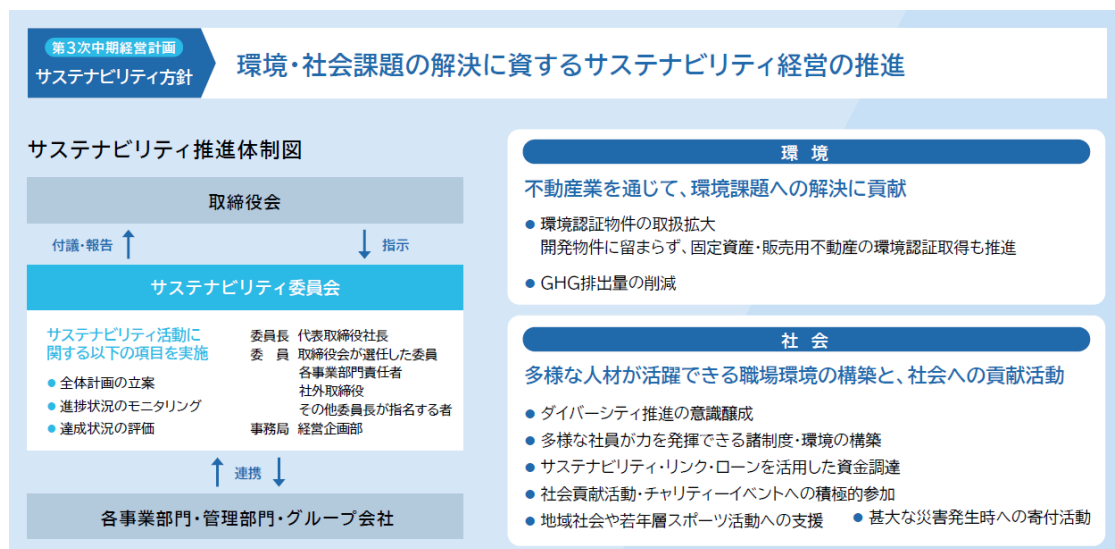 第3次中期経営計画
サステナビリティ方針
環境・社会課題の解決に資するサステナビリティ経営の推進
サステナビリティ推進体制図
取締役会
付議・報告
指示
サステナビリティ委員会
サステナビリティ活動に
関する以下の項目を実施
● 全体計画の立案
● 進捗状況のモニタリング
● 達成状況の評価
委員長 代表取締役社長
委 員 取締役会が選任した委員
各事業部門責任者
社外取締役
その他委員長が指名する者
事務局 経営企画部
連携
各事業部門・管理部門・グループ会社
環 境
不動産業を通じて、環境課題への解決に貢献
● 環境認証物件の取扱拡大
開発物件に留まらず、固定資産・販売用不動産の環境認証取得も推進
● GHG排出量の削減
社 会
多様な人材が活躍できる職場環境の構築と、社会への貢献活動
● ダイバーシティ推進の意識醸成
● 多様な社員が力を発揮できる諸制度・環境の構築
● サステナビリティ・リンク・ローンを活用した資金調達
● 社会貢献活動・チャリティーイベントへの積極的参加
● 地域社会や若年層スポーツ活動への支援 ● 甚大な災害発生時への寄付活動